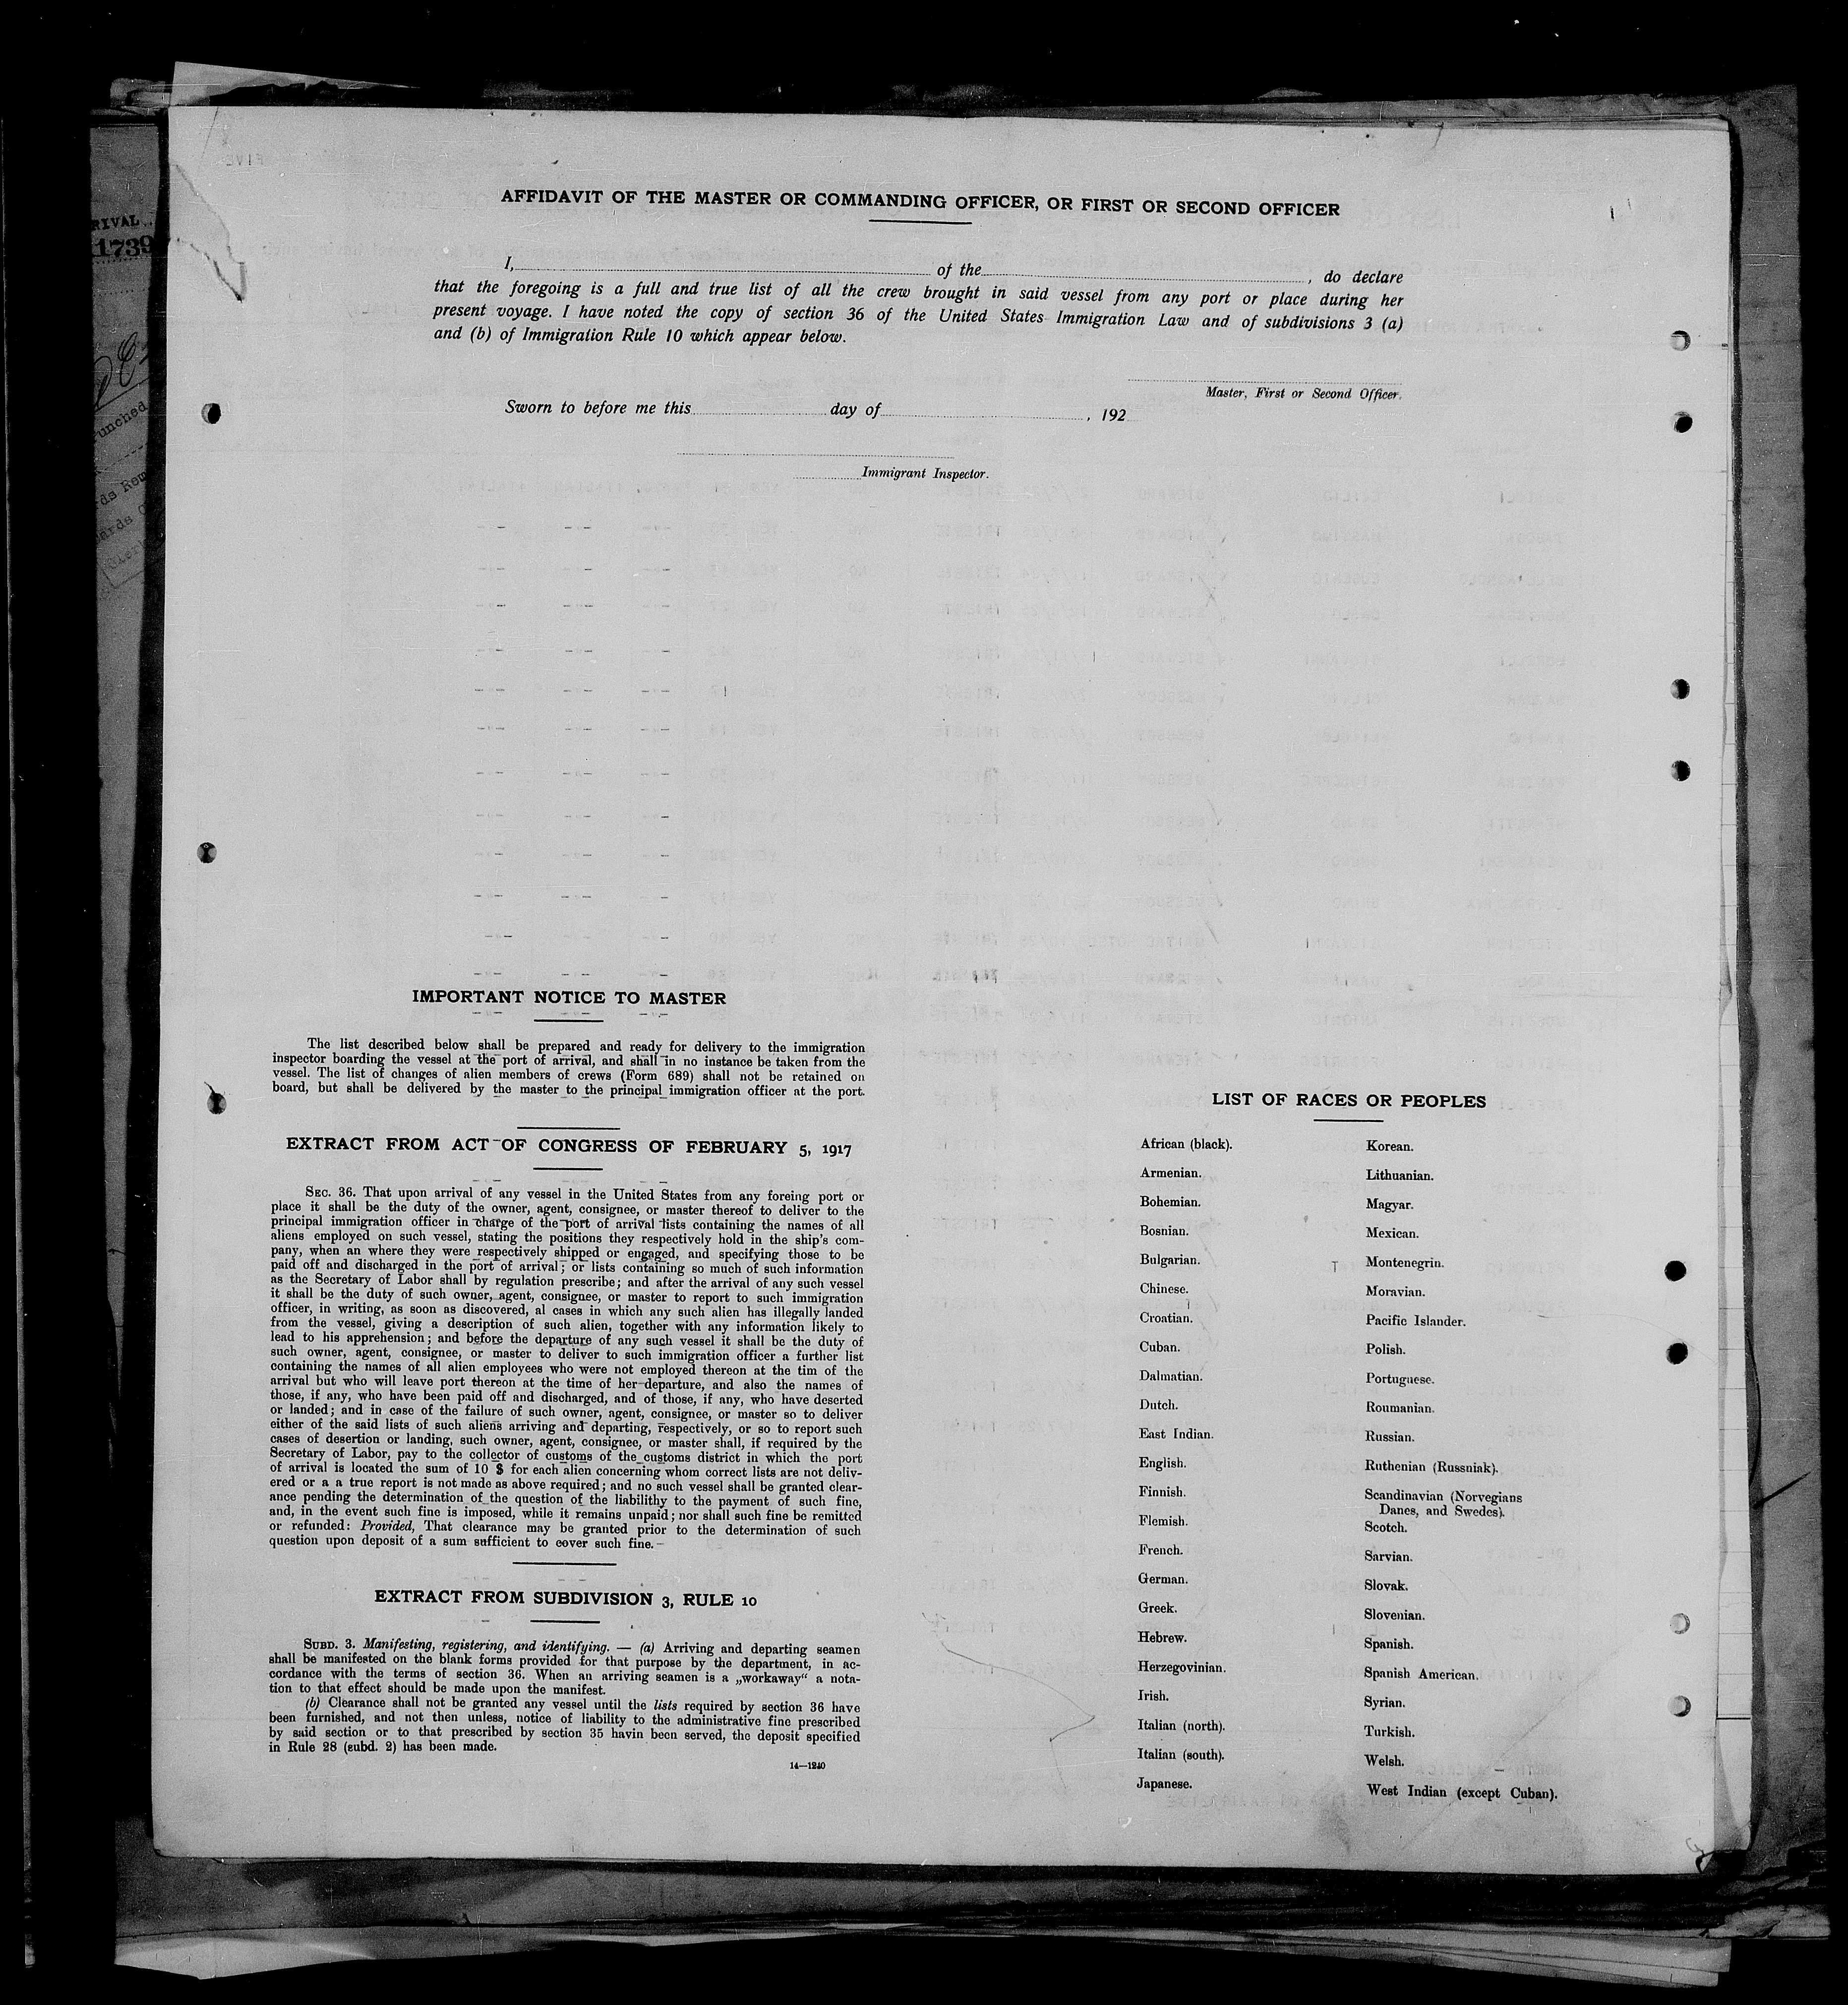 AFFIDAVIT OF THE MASTER OR COMMANDING OFFICER, OR FIRST OR SECOND OFFICER
I, of the , do declare
that the foregoing is a full and true list of all the crew brought in said vessel from any port or place during her
present voyage. I have noted the copy of section 36 of the United States Immigration Law and of subdivisions 3 (a)
and (b) of Immigration Rule 10 which appear below.
Master, First or Second Officer.
Sworn to before me this day of , 192
Immigrant Inspector.
RIVAL
1739
unched
IMPORTANT NOTICE TO MASTER
The list described below shall be prepared and ready for delivery to the immigration
inspector boarding the vessel at the port of arrival, and shall in no instance be taken from the
vessel. The list of changes of alien members of crews (Form 689) shall not be retained on
board, but shall be delivered by the master to the principal immigration officer at the port.
EXTRACT FROM ACT OF CONGRESS OF FEBRUARY 5, 1917
SEC. 36. That upon arrival of any vessel in the United States from any foreing port or
place it shall be the duty of the owner, agent, consignee, or master thereof to deliver to the
principal immigration officer in charge of the port of arrival lists containing the names of all
aliens employed on such vessel, stating the positions they respectively hold in the ship's com-
pany, when an where they were respectively shipped or engaged, and specifying those to be
paid off and discharged in the port of arrival; or lists containing so much of such information
as the Secretary of Labor shall by regulation prescribe; and after the arrival of any such vessel
it shall be the duty of such owner, agent, consignee, or master to report to such immigration
officer, in writing, as soon as discovered, al cases in which any such alien has illegally landed
from the vessel, giving a description of such alien, together with any information likely to
lead to his apprehension; and before the departure of any such vessel it shall be the duty of
such owner, agent, consignee, or master to deliver to such immigration officer a further list
containing the names of all alien employees who were not employed thereon at the tim of the
arrival but who will leave port thereon at the time of her departure, and also the names of
those, if any, who have been paid off and discharged, and of those, if any, who have deserted
or landed; and in case of the failure of such owner, agent, consignee, or master so to deliver
either of the said lists of such aliens arriving and departing, respectively, or so to report such
cases of desertion or landing, such owner, agent, consignee, or master shall, if required by the
Secretary of Labor, pay to the collector of customs of the customs district in which the port
of arrival is located the sum of 10 $ for each alien concerning whom correct lists are not deliv-
ered or a a true report is not made as above required; and no such vessel shall be granted clear-
ance pending the determination of the question of the liabilithy to the payment of such fine,
and, in the event such fine is imposed, while it remains unpaid; nor shall such fine be remitted
or refunded: Provided, That clearance may be granted prior to the determination of such
question upon deposit of a sum sufficient to cover such fine.
EXTRACT FROM SUBDIVISION 3, RULE 10
SUBD. 3. Manifesting, registering, and identifying. — (a) Arriving and departing seamen
shall be manifested on the blank forms provided for that purpose by the department, in ac-
cordance with the terms of section 36. When an arriving seamen is a „workaway“ a nota-
tion to that effect should be made upon the manifest.
(b) Clearance shall not be granted any vessel until the lists required by section 36 have
been furnished, and not then unless, notice of liability to the administrative fine prescribed
by said section or to that prescribed by section 35 havin been served, the deposit specified
in Rule 28 (subd. 2) has been made.
14—1240
LIST OF RACES OR PEOPLES
African (black).
Armenian.
Bohemian.
Bosnian.
Bulgarian.
Chinese.
Croatian.
Cuban.
Dalmatian.
Dutch.
East Indian.
English.
Finnish.
Flemish.
French.
German.
Greek.
Hebrew.
Herzegovinian.
Irish.
Italian (north).
Italian (south).
Japanese.
Korean.
Lithuanian.
Magyar.
Mexican.
Montenegrin.
Moravian.
Pacific Islander.
Polish.
Portuguese.
Roumanian.
Russian.
Ruthenian (Russniak).
Scandinavian (Norvegians
Danes, and Swedes).
Scotch.
Sarvian.
Slovak.
Slovenian.
Spanish.
Spanish American.
Syrian.
Turkish.
Welsh.
West Indian (except Cuban).